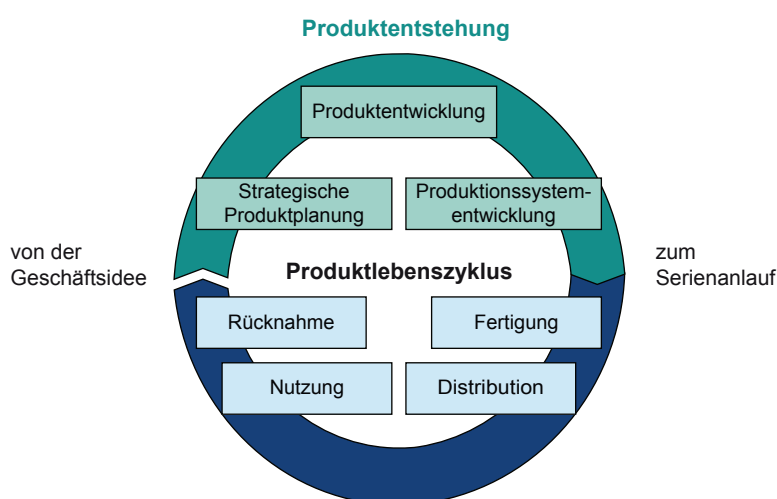 Produktentstehung
Produktentwicklung
Strategische
Produktplanung
Produktionssystem-
entwicklung
von der
Geschäftsidee
Produktlebenszyklus
zum
Serienanlauf
Rücknahme
Fertigung
Nutzung
Distribution